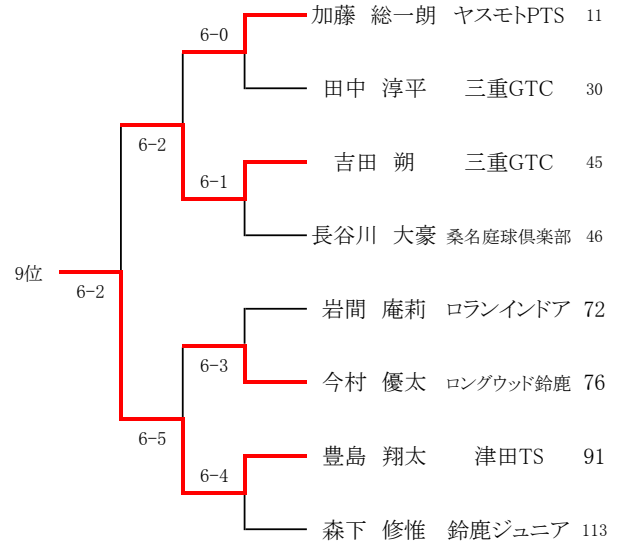 加藤 総一朗 ヤスモトPTS 11
6-0
田中 淳平 三重GTC 30
6-2
吉田 朔 三重GTC 45
6-1
長谷川 大豪 桑名庭球倶楽部 46
9位
6-2
岩間 庵莉 ロランインドア 72
6-3
今村 優太 ロングウッド鈴鹿 76
6-5
豊島 翔太 津田TS 91
6-4
森下 修惟 鈴鹿ジュニア 113